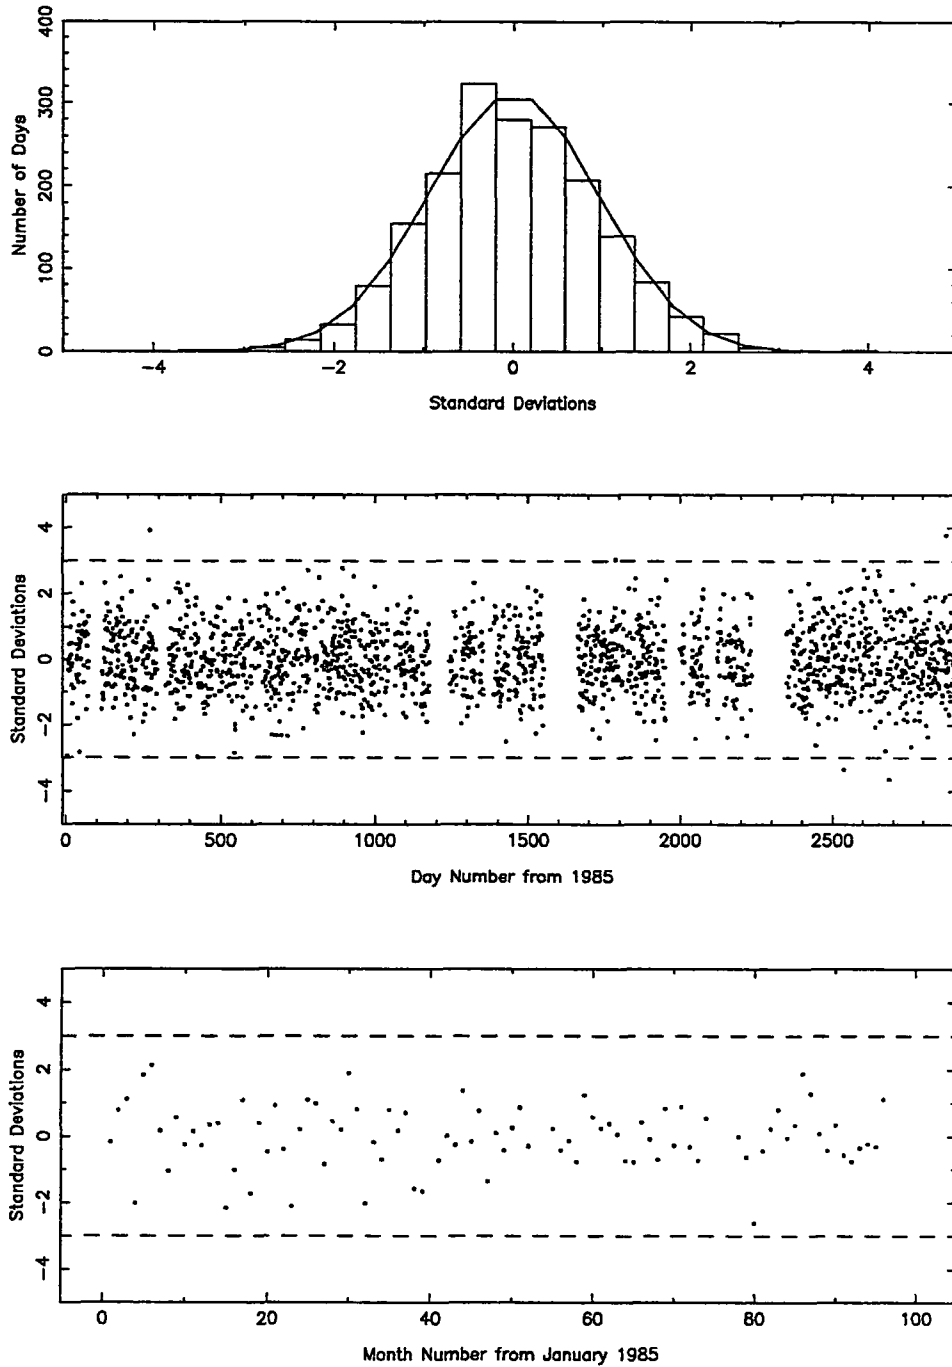 400
300
200
100
0
Number of Days
-4 -2 0 2 4
Standard Deviations
4
2
0
-2
-4
Standard Deviations
0 500 1000 1500 2000 2500
Day Number from 1985
4
2
0
-2
-4
Standard Deviations
0 20 40 60 80 100
Month Number from January 1985